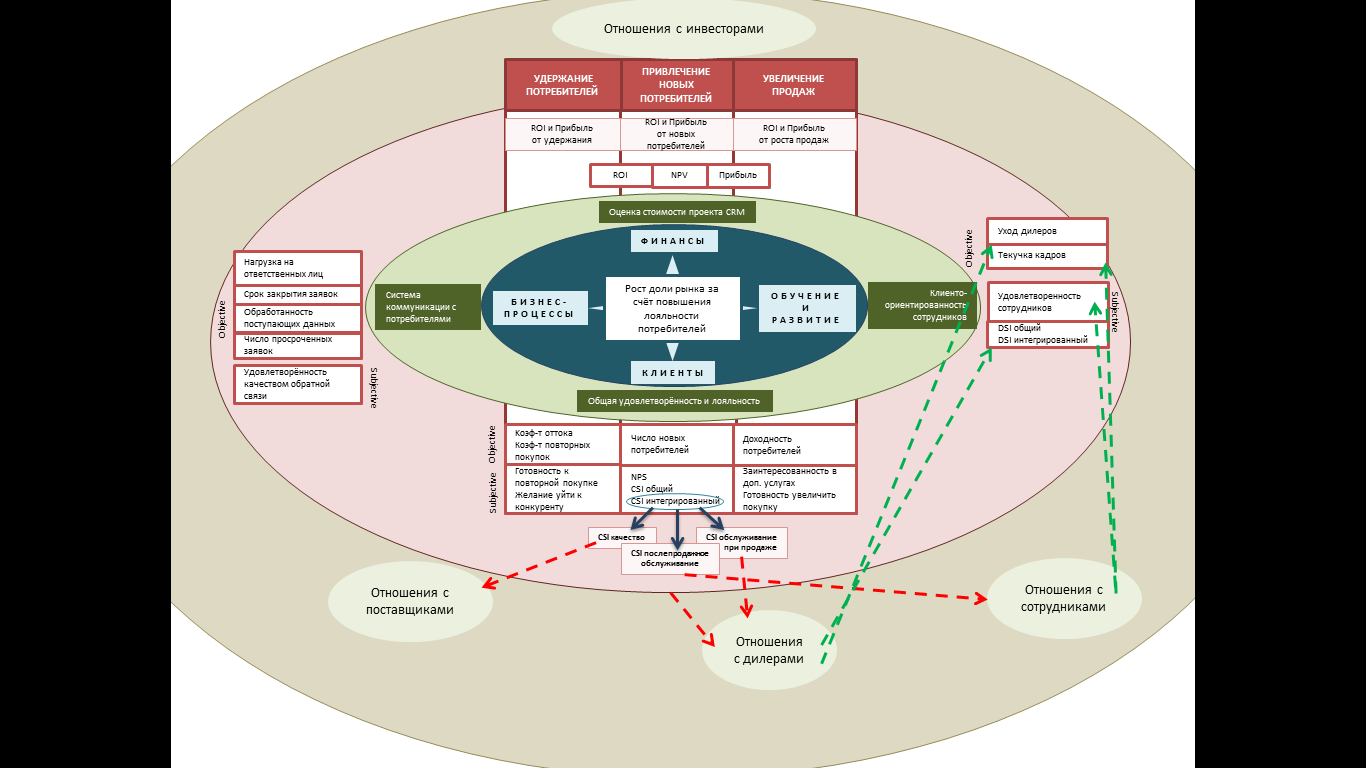 Отношения с инвесторами
УДЕРЖАНИЕ
ПОТРЕБИТЕЛЕЙ
ПРИВЛЕЧЕНИЕ
НОВЫХ
ПОТРЕБИТЕЛЕЙ
УВЕЛИЧЕНИЕ
ПРОДАЖ
ROI и Прибыль
от удержания
ROI и Прибыль
от новых
потребителей
ROI и Прибыль
от роста продаж
ROI
NPV
Прибыль
Оценка стоимости проекта CRM
ФИНАНСЫ
Objective
Нагрузка на
ответственных лиц
Срок закрытия заявок
Обработанность
поступающих данных
Число просроченных
заявок
Удовлетворённость
качеством обратной
связи
Subjective
Система
коммуникации с
потребителями
БИЗНЕС-
ПРОЦЕССЫ
Рост доли рынка за
счёт повышения
лояльности
потребителей
ОБУЧЕНИЕ
И
РАЗВИТИЕ
Клиенто-
ориентированность
сотрудников
Objective
Уход дилеров
Текучка кадров
Удовлетворенность
сотрудников
DSI общий
DSI интегрированный
Subjective
КЛИЕНТЫ
Общая удовлетворённость и лояльность
Objective
Коэф-т оттока
Коэф-т повторных
покупок
Число новых
потребителей
Доходность
потребителей
Subjective
Готовность к
повторной покупке
Желание уйти к
конкуренту
NPS
CSI общий
CSI интегрированный
Заинтересованность в
доп. услугах
Готовность увеличить
покупку
CSI качество
CSI послепродажное
обслуживание
CSI обслуживание
при продаже
Отношения с
поставщиками
Отношения
с дилерами
Отношения с
сотрудниками